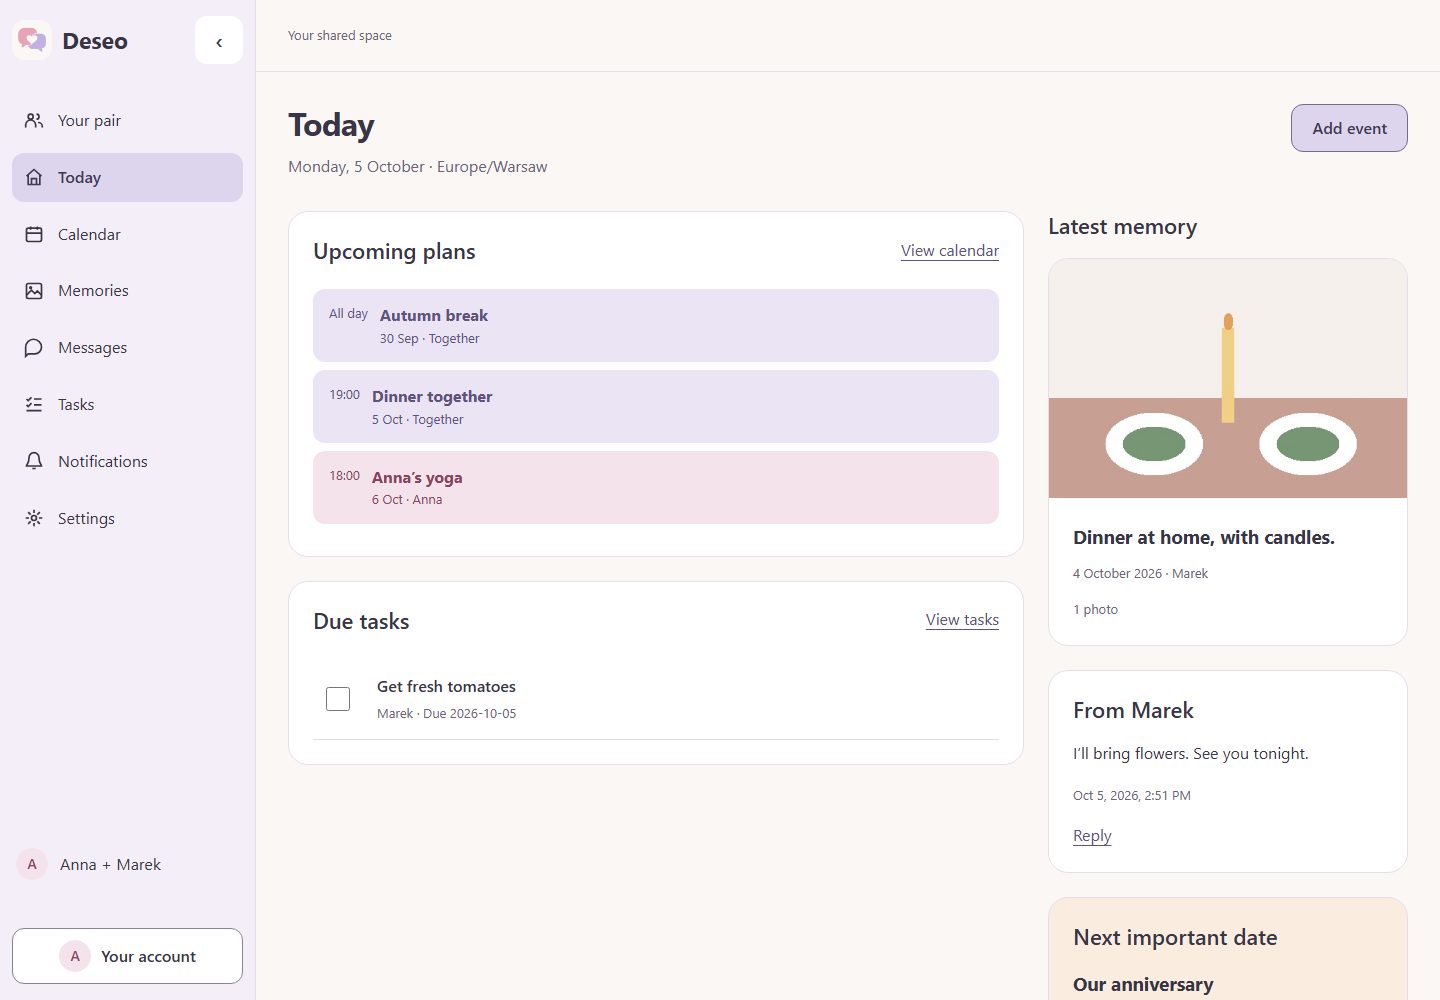 Deseo
‹
Your pair
Today
Calendar
Memories
Messages
Tasks
Notifications
Settings
A Anna + Marek
A Your account
Your shared space
Today
Monday, 5 October · Europe/Warsaw
Add event
Upcoming plans
View calendar
All day Autumn break
30 Sep · Together
19:00 Dinner together
5 Oct · Together
18:00 Anna’s yoga
6 Oct · Anna
Due tasks
View tasks
Get fresh tomatoes
Marek · Due 2026-10-05
Latest memory
Dinner at home, with candles.
4 October 2026 · Marek
1 photo
From Marek
I’ll bring flowers. See you tonight.
Oct 5, 2026, 2:51 PM
Reply
Next important date
Our anniversary